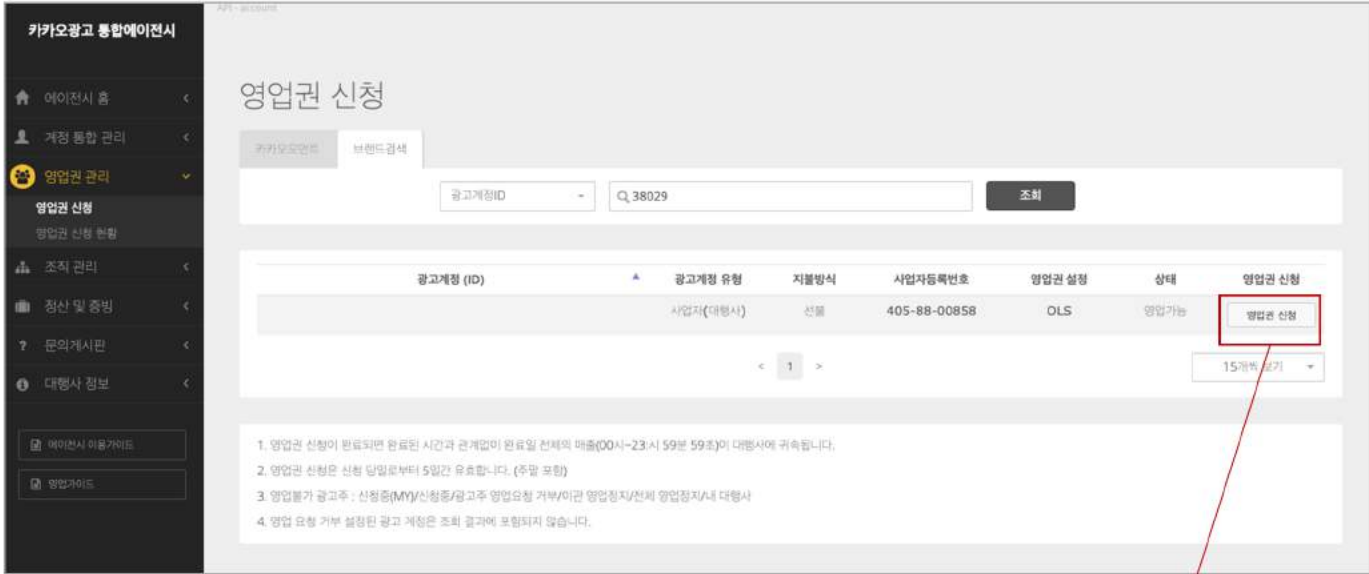 API - account
카카오광고 통합에이전시
에이전시 홈
계정 통합 관리
영업권 관리
영업권 신청
영업권 신청 현황
조직 관리
정산 및 증빙
문의게시판
대행사 정보
에이전시 이용가이드
영업가이드
영업권 신청
카카오모먼트 브랜드검색
광고계정ID 38029 조회
광고계정 (ID) 광고계정 유형 지불방식 사업자등록번호 영업권 설정 상태 영업권 신청
사업자(대행사) 선불 405-88-00858 OLS 영업가능 영업권 신청
< 1 >
15개씩 보기
1. 영업권 신청이 완료되면 완료된 시간과 관계없이 완료일 전체의 매출(00시~23:시 59분 59초)이 대행사에 귀속됩니다.
2. 영업권 신청은 신청 당일로부터 5일간 유효합니다. (주말 포함)
3. 영업불가 광고주 : 신청중(MY)/신청중/광고주 영업요청 거부/이관 영업정지/전체 영업정지/내 대행사
4. 영업 요청 거부 설정된 광고 계정은 조회 결과에 포함되지 않습니다.